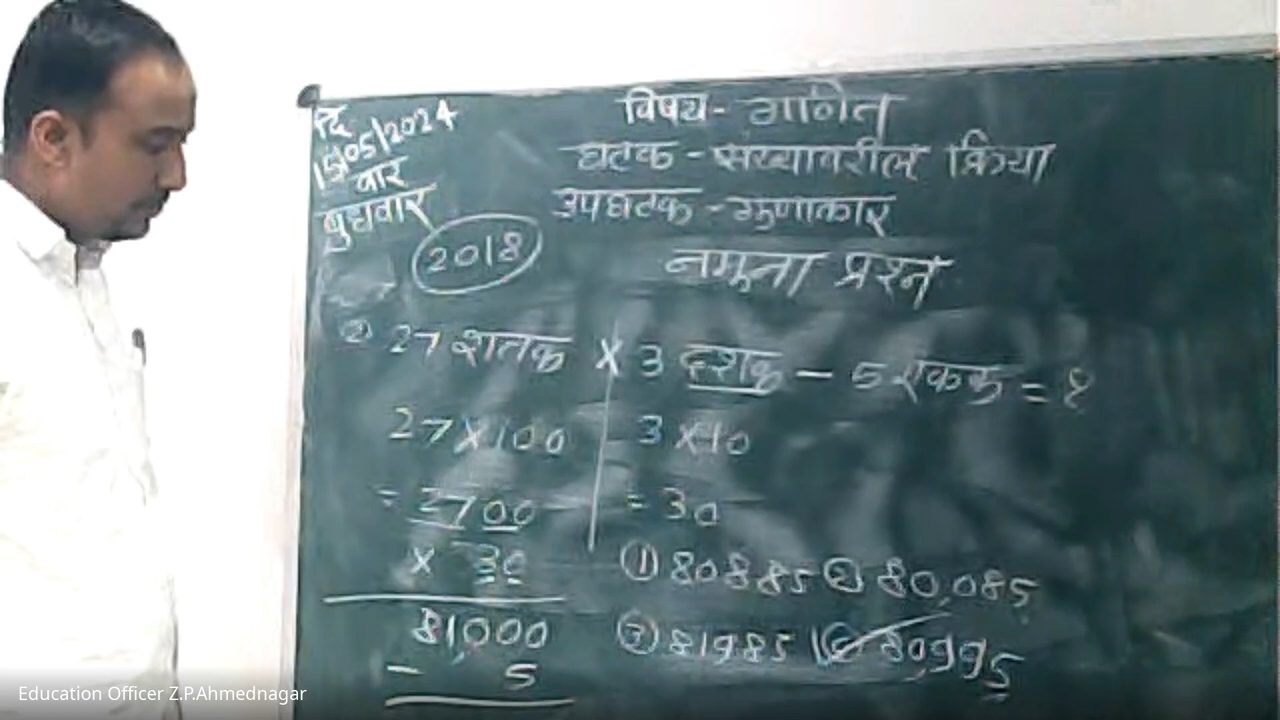 दि
15/05/2024
वार
बुधवार
2018
विषय- गणित
घटक - संख्यावरील क्रिया
उपघटक - गुणाकार
नमुना प्रश्न
27 शतक X 3 दशक - 5 एकक = ?
27 X 100
3 X 10
= 2700
= 30
X 30
81,000
- 5
① 80885 ② 80,085
③ 81985 ④ 80995
Education Officer Z.P.Ahmednagar